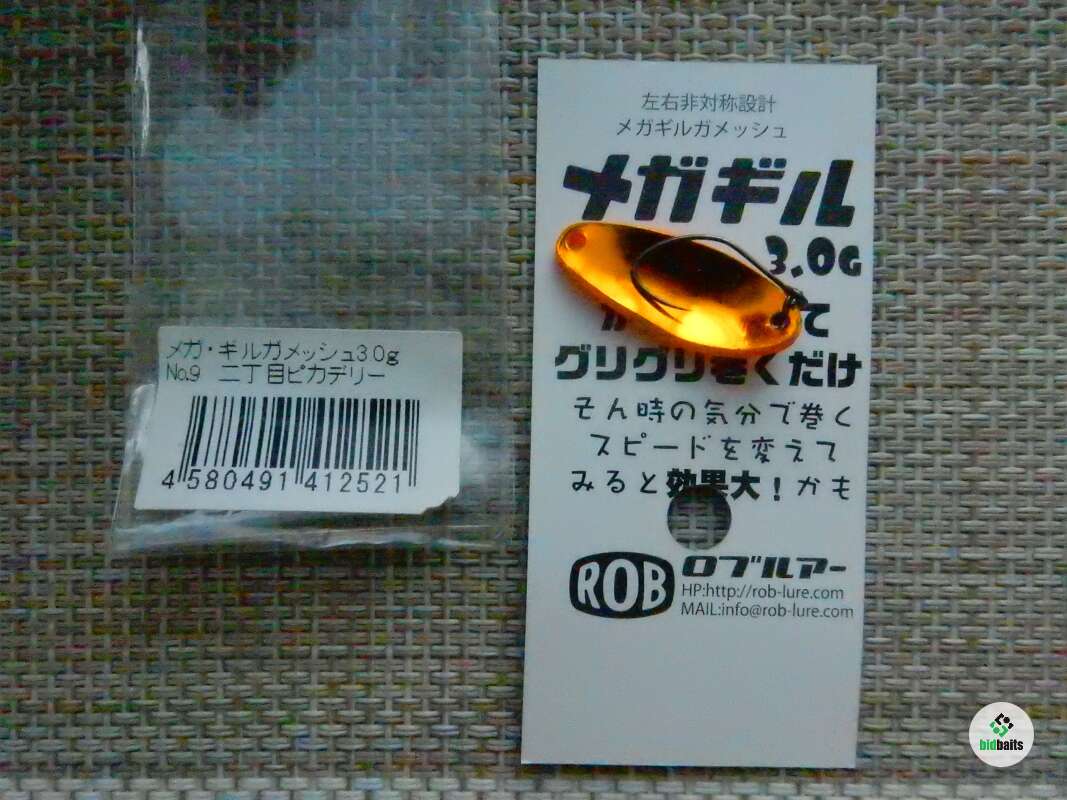 メガ・ギルガメッシュ3.0g
No.9 二丁目ピカデリー
4 580491 412521
左右非対称設計
メガギルガメッシュ
メガギル
3.0G
て
グリグリまくだけ
そん時の気分で巻く
スピードを変えて
みると効果大!かも
ROB
ロブルアー
HP:http://rob-lure.com
MAIL:info@rob-lure.com
bidbaits